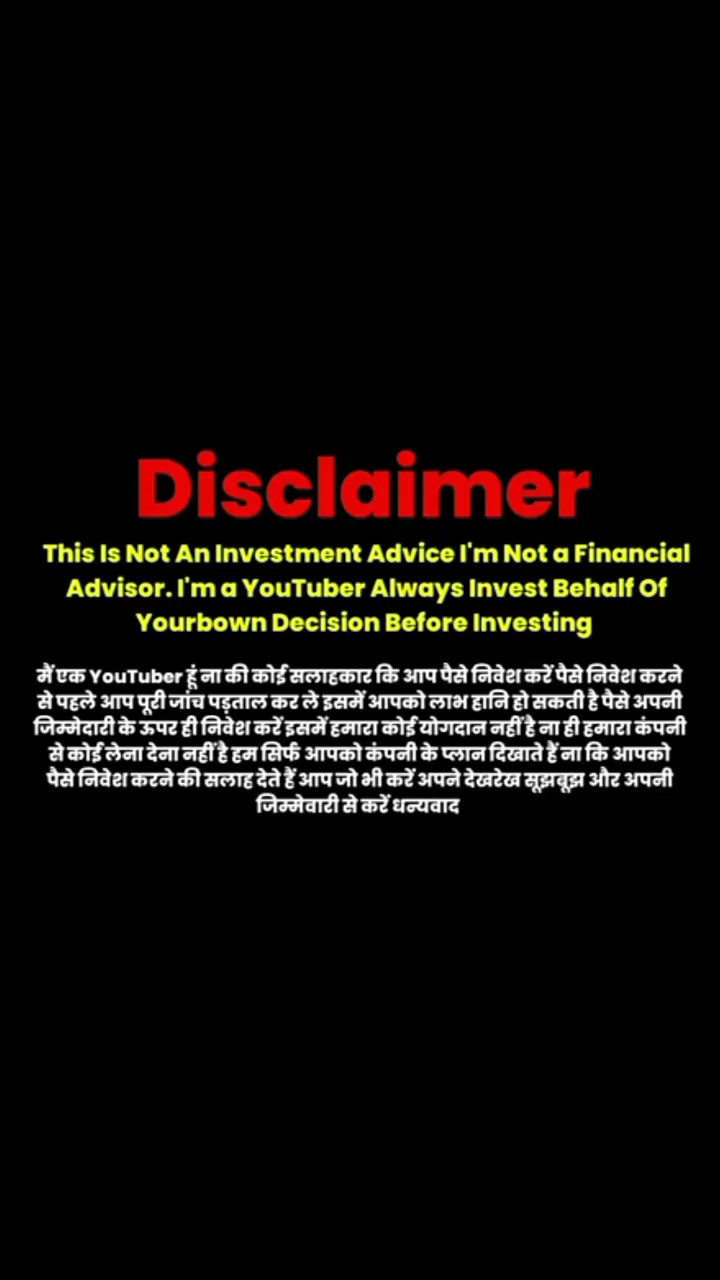 Disclaimer
This Is Not An Investment Advice I'm Not a Financial
Advisor. I'm a YouTuber Always Invest Behalf Of
Yourbown Decision Before Investing
मैं एक YouTuber हूं ना की कोई सलाहकार कि आप पैसे निवेश करें पैसे निवेश करने
से पहले आप पूरी जांच पड़ताल कर ले इसमें आपको लाभ हानि हो सकती है पैसे अपनी
जिम्मेदारी के ऊपर ही निवेश करें इसमें हमारा कोई योगदान नहीं है ना ही हमारा कंपनी
से कोई लेना देना नहीं है हम सिर्फ आपको कंपनी के प्लान दिखाते हैं ना कि आपको
पैसे निवेश करने की सलाह देते हैं आप जो भी करें अपने देखरेख सूझबूझ और अपनी
जिम्मेवारी से करें धन्यवाद